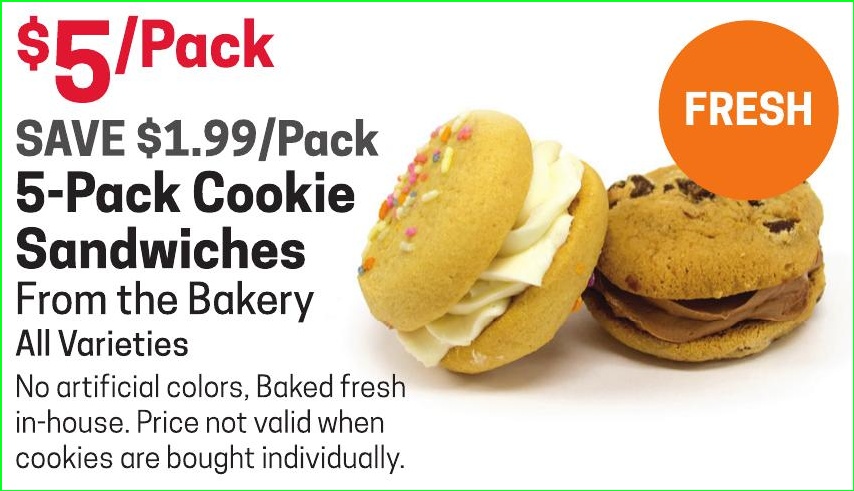 $5/Pack
SAVE $1.99/Pack
5-Pack Cookie
Sandwiches
From the Bakery
All Varieties
No artificial colors, Baked fresh
in-house. Price not valid when
cookies are bought individually.
FRESH